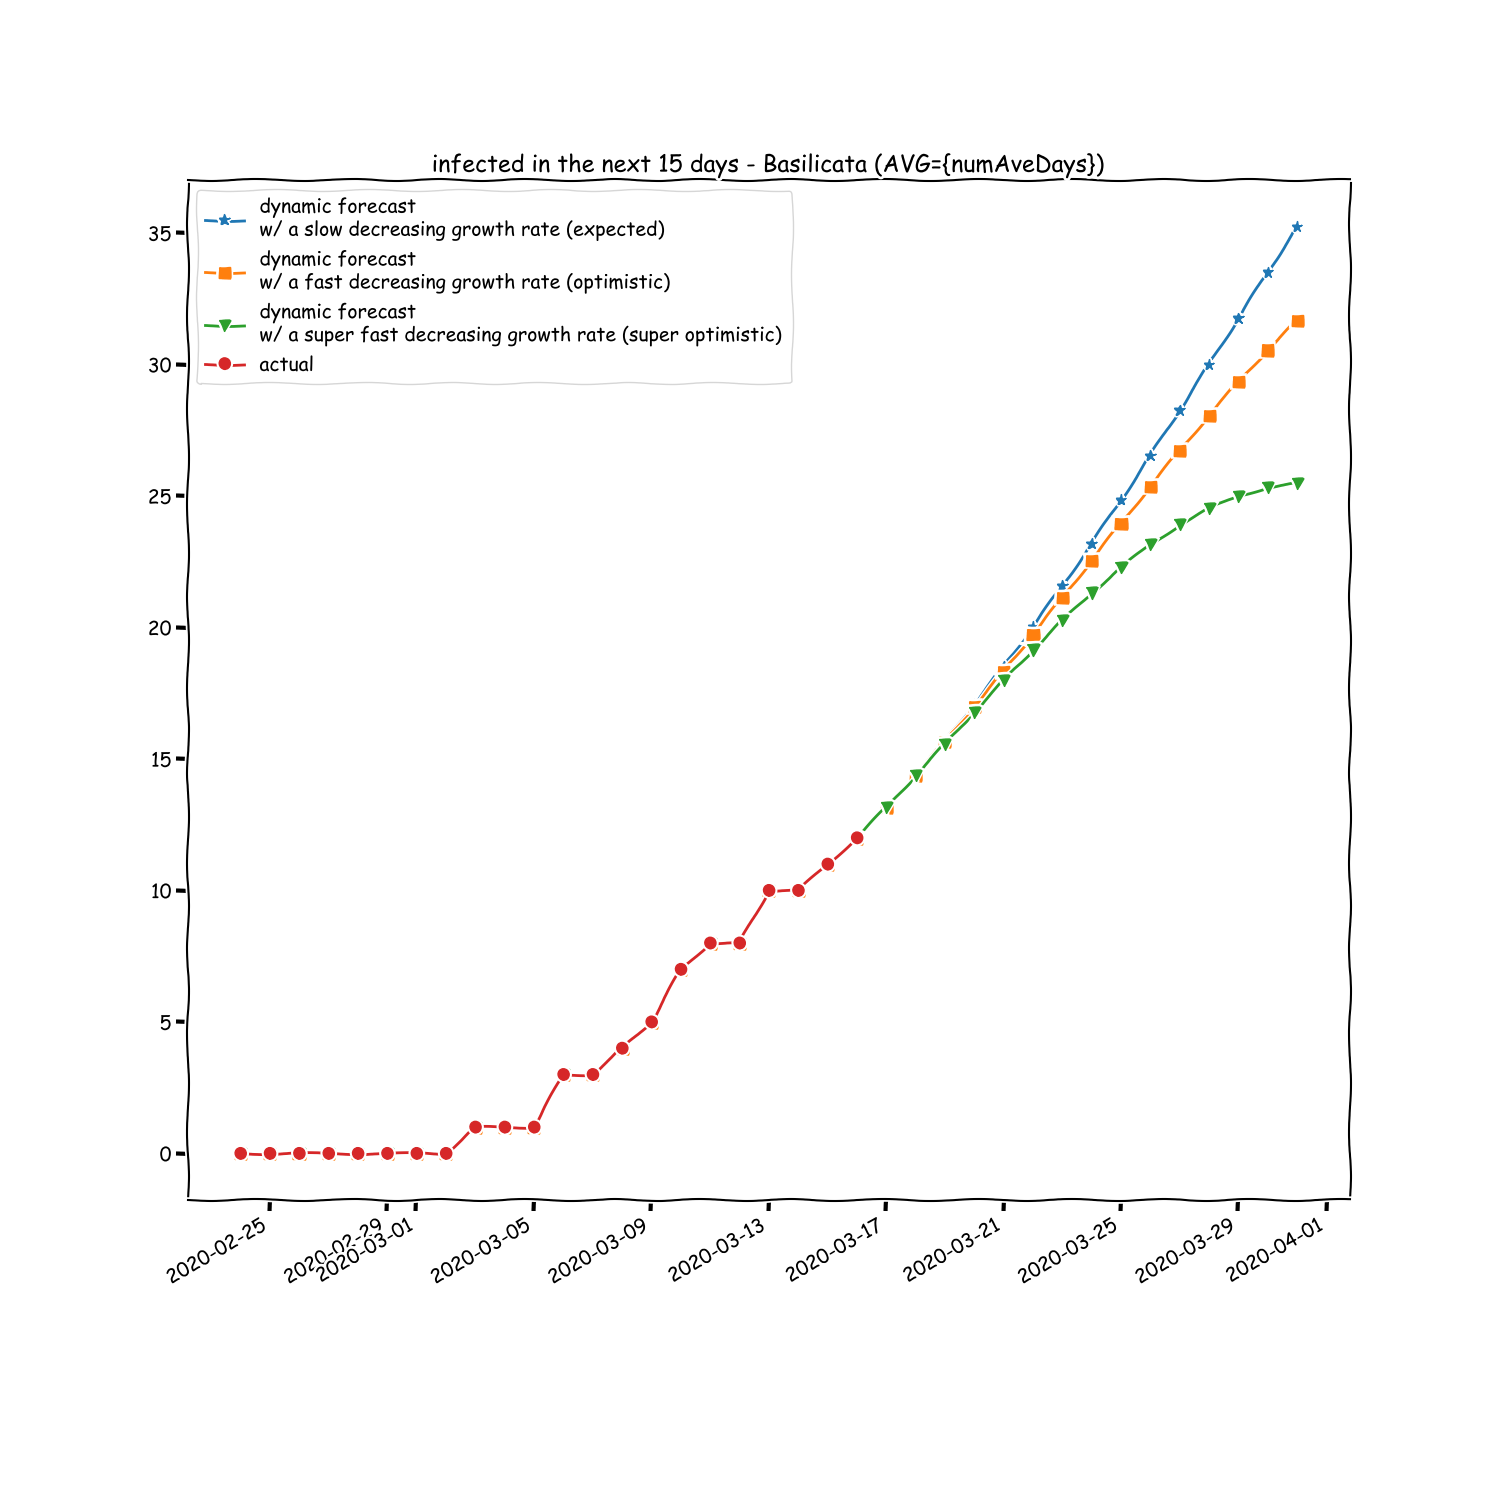 infected in the next 15 days - Basilicata (AVG={numAveDays})
dynamic forecast
w/ a slow decreasing growth rate (expected)
dynamic forecast
w/ a fast decreasing growth rate (optimistic)
dynamic forecast
w/ a super fast decreasing growth rate (super optimistic)
actual
35
30
25
20
15
10
5
0
2020-02-25
2020-02-29
2020-03-01
2020-03-05
2020-03-09
2020-03-13
2020-03-17
2020-03-21
2020-03-25
2020-03-29
2020-04-01